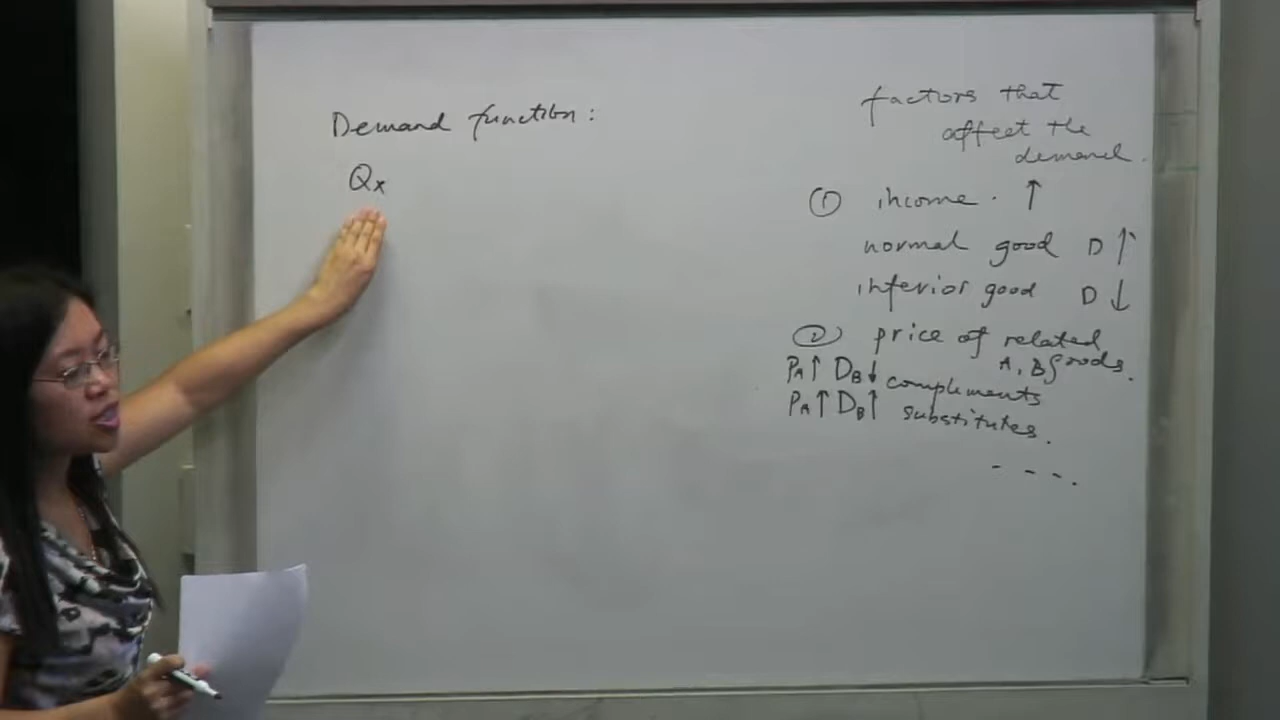 Demand function:
Qx
factors that
affect the
demand.
① income. ↑
normal good D ↑
inferior good D ↓
② price of related
A, B goods.
PA↑ DB↓ complements
PA↑ DB↑ substitutes.
- - - .